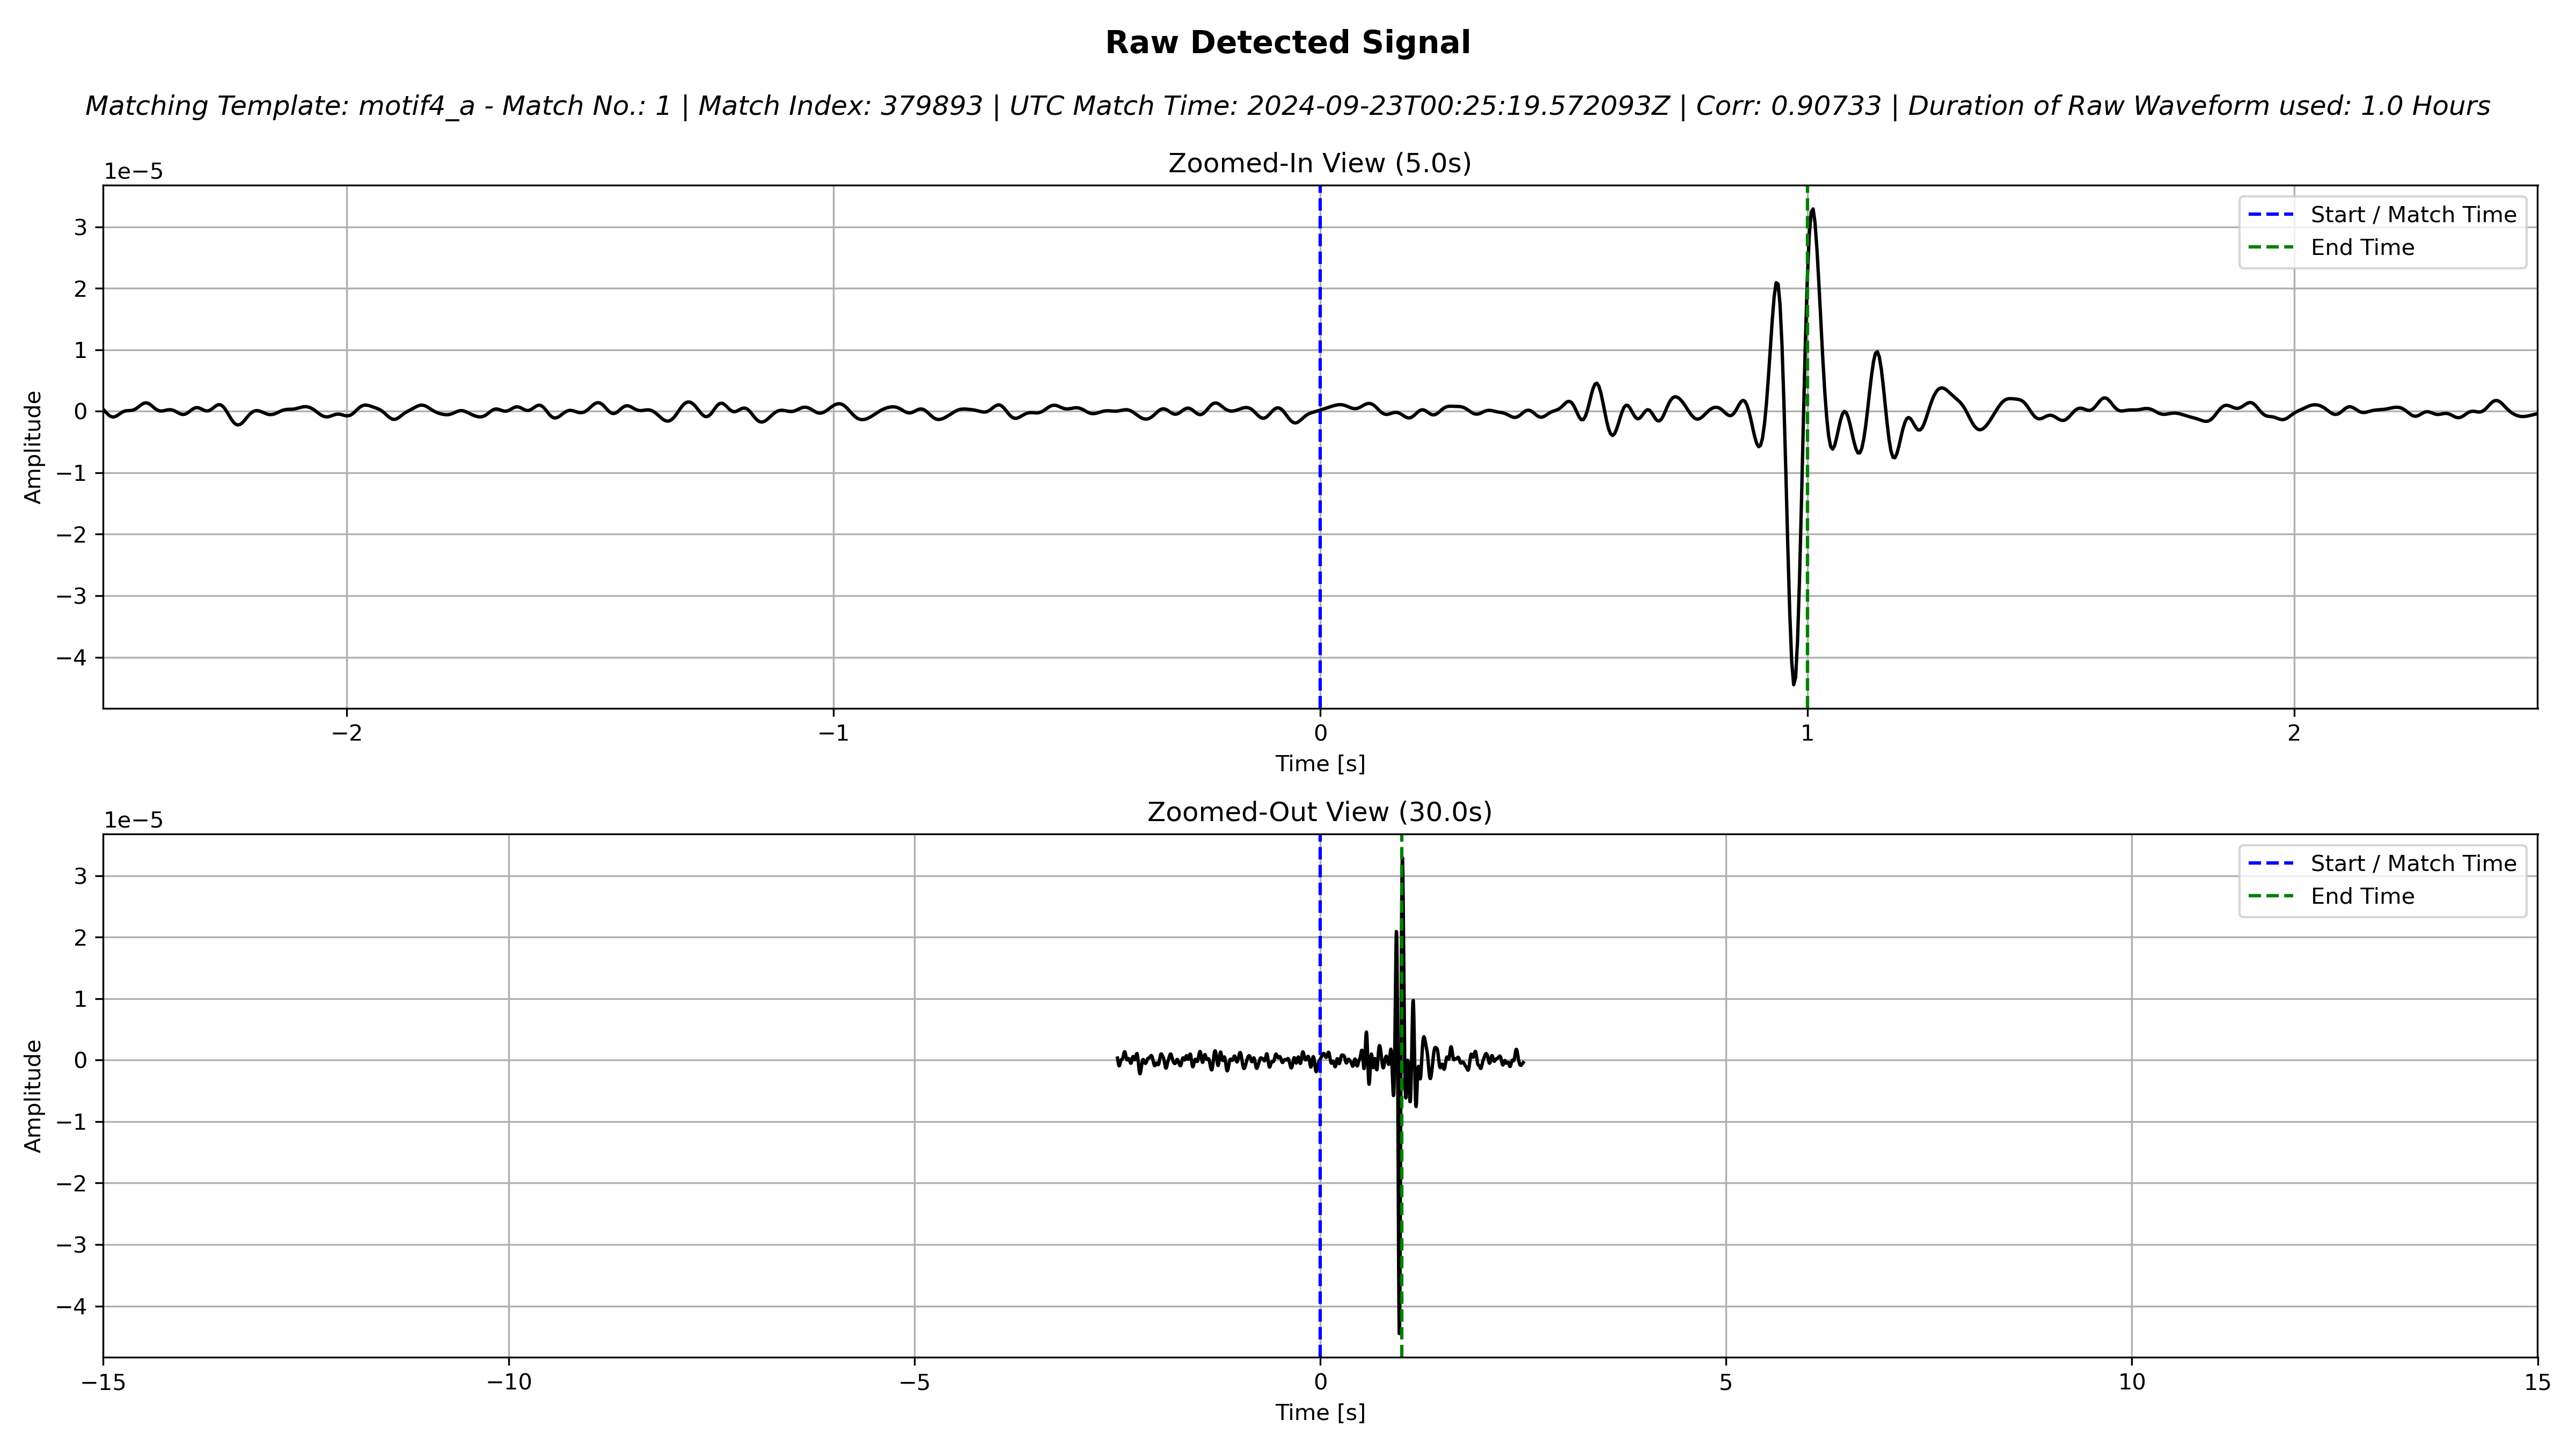 Raw Detected Signal
Matching Template: motif4_a - Match No.: 1 | Match Index: 379893 | UTC Match Time: 2024-09-23T00:25:19.572093Z | Corr: 0.90733 | Duration of Raw Waveform used: 1.0 Hours
Zoomed-In View (5.0s)
1e−5
3
2
1
0
−1
−2
−3
−4
Amplitude
Start / Match Time
End Time
−2
−1
0
1
2
Time [s]
Zoomed-Out View (30.0s)
1e−5
3
2
1
0
−1
−2
−3
−4
Amplitude
Start / Match Time
End Time
−15
−10
−5
0
5
10
15
Time [s]